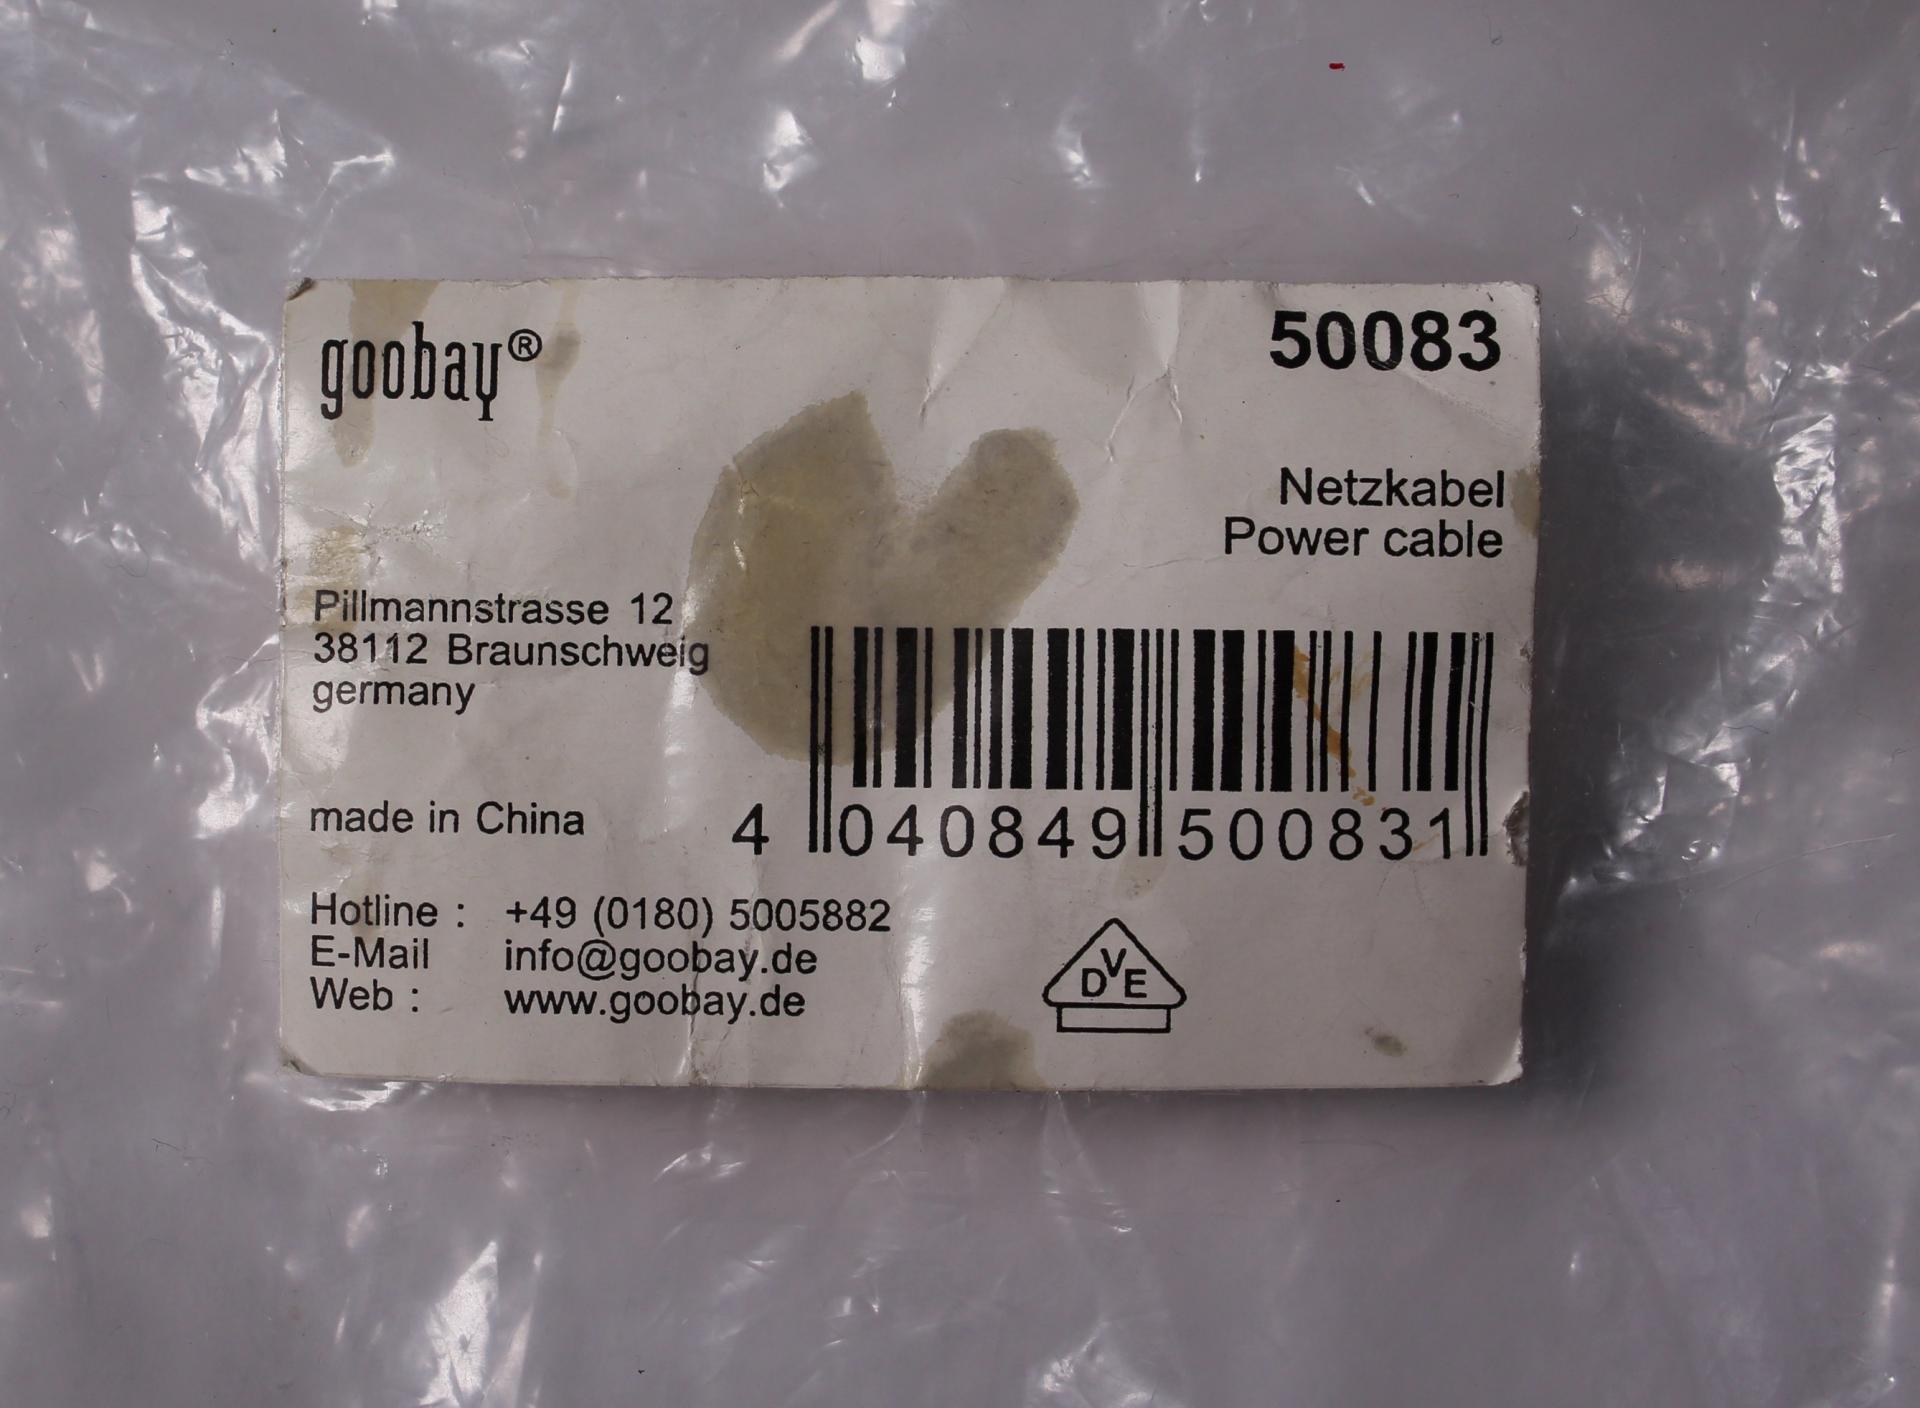 goobay®
50083
Netzkabel
Power cable
Pillmannstrasse 12
38112 Braunschweig
germany
made in China
4 040849 500831
Hotline : +49 (0180) 5005882
E-Mail info@goobay.de
Web : www.goobay.de
DVE